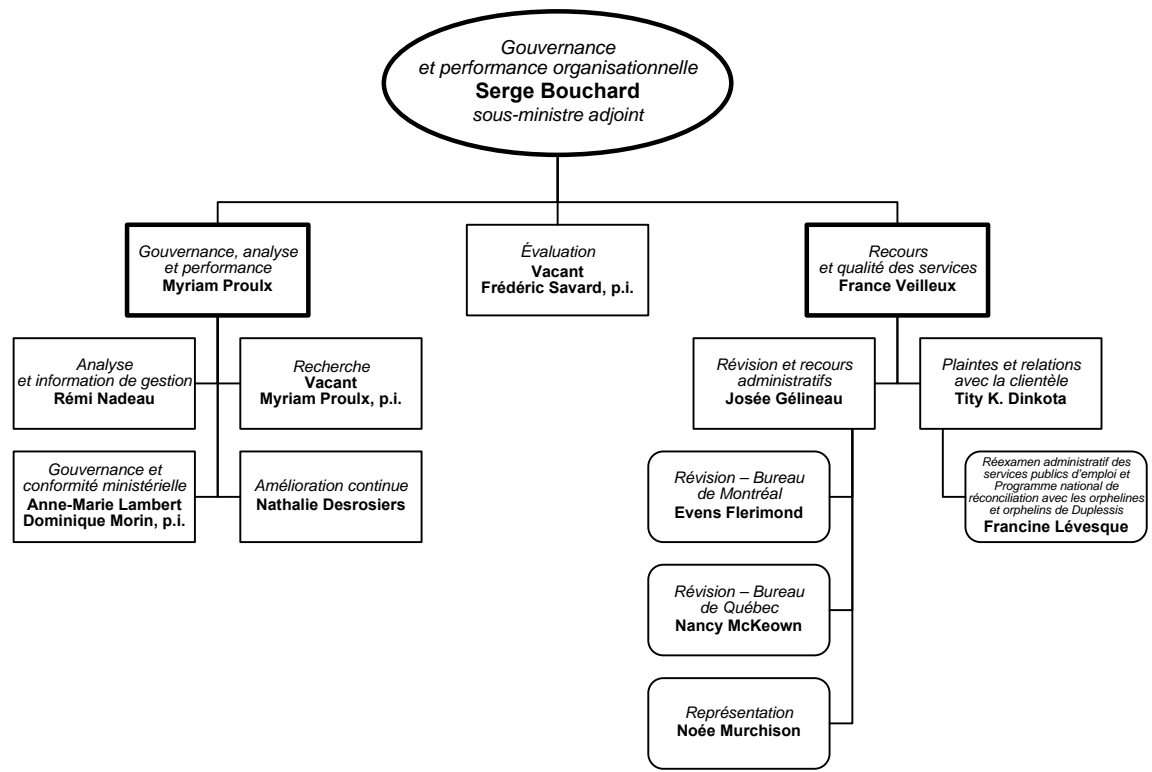 Gouvernance
et performance organisationnelle
Serge Bouchard
sous-ministre adjoint
Gouvernance, analyse
et performance
Myriam Proulx
Évaluation
Vacant
Frédéric Savard, p.i.
Recours
et qualité des services
France Veilleux
Analyse
et information de gestion
Rémi Nadeau
Recherche
Vacant
Myriam Proulx, p.i.
Révision et recours
administratifs
Josée Gélineau
Plaintes et relations
avec la clientèle
Tity K. Dinkota
Gouvernance et
conformité ministérielle
Anne-Marie Lambert
Dominique Morin, p.i.
Amélioration continue
Nathalie Desrosiers
Révision – Bureau
de Montréal
Evens Flerimond
Réexamen administratif des
services publics d'emploi et
Programme national de
réconciliation avec les orphelines
et orphelins de Duplessis
Francine Lévesque
Révision – Bureau
de Québec
Nancy McKeown
Représentation
Noée Murchison